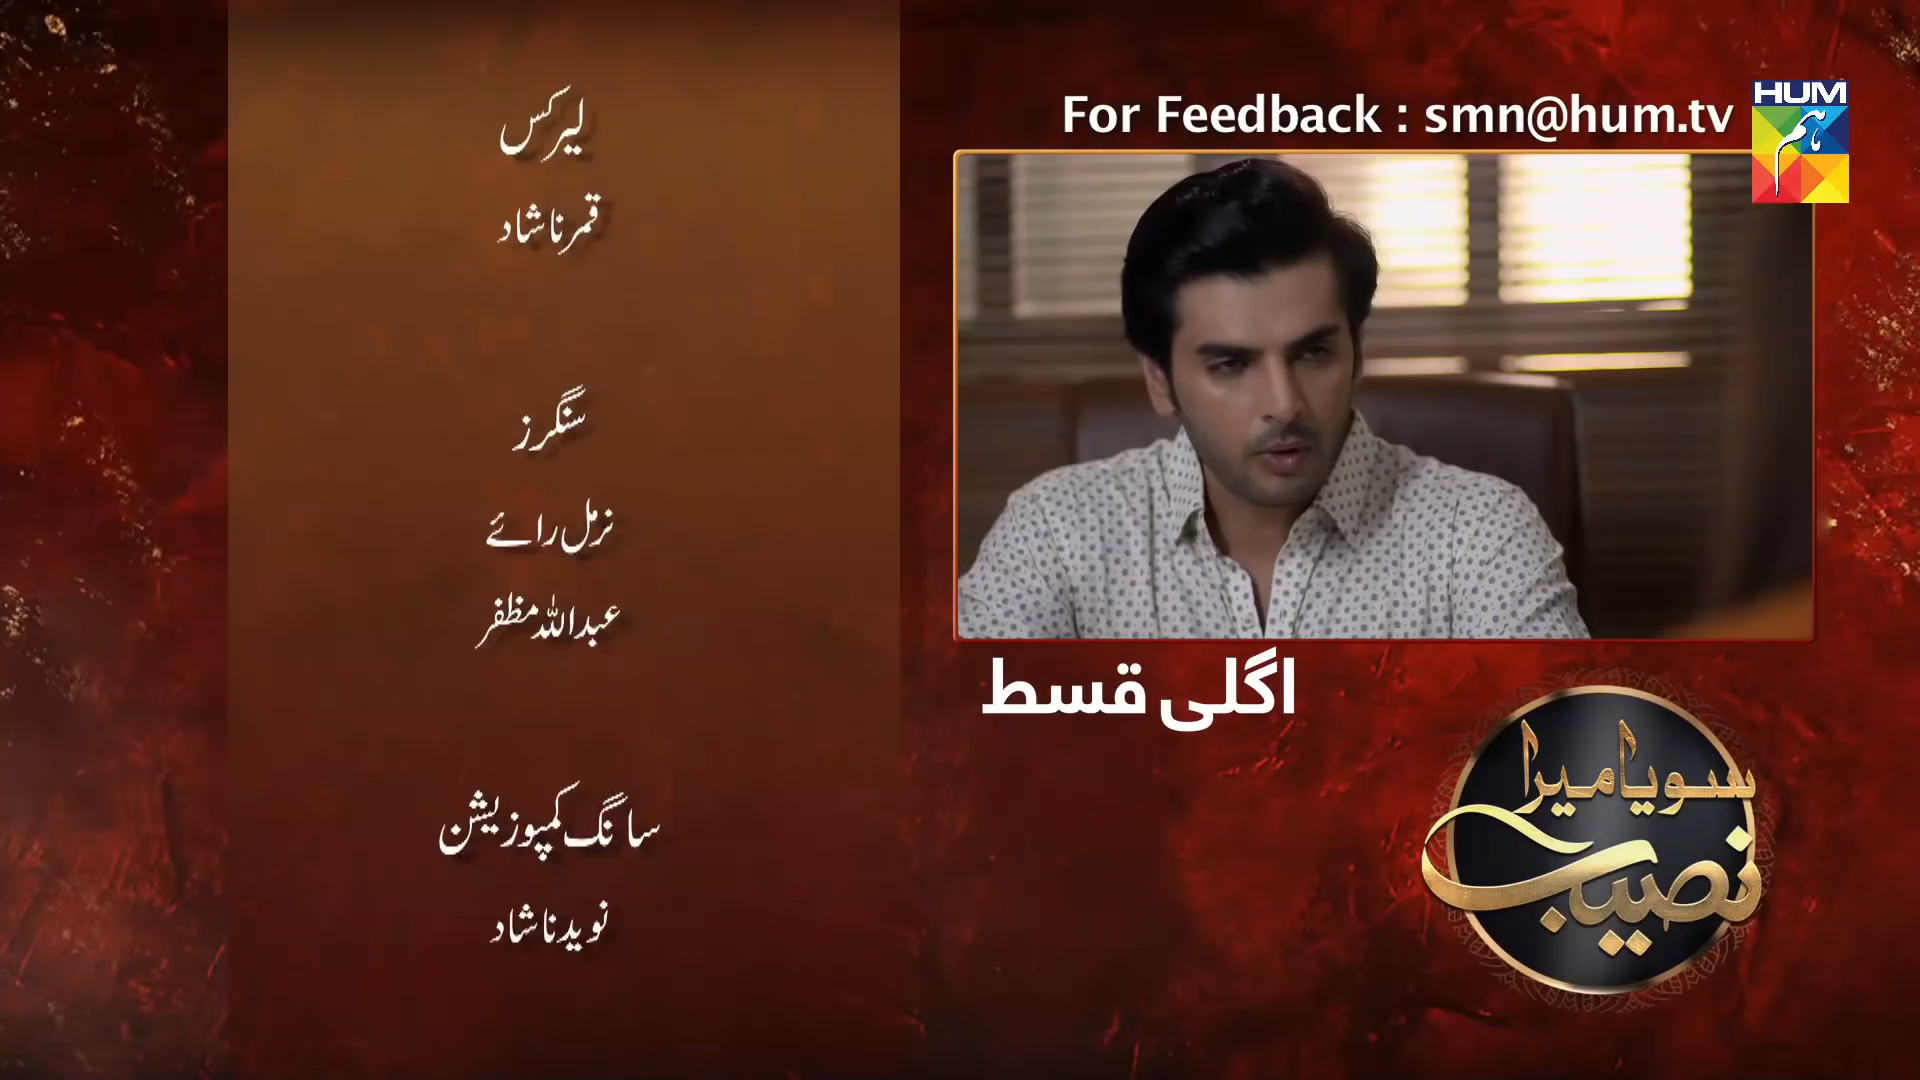 لیرکس
قمر ناشاد
سنگرز
نرمل رائے
عبداللہ مظفر
سانگ کمپوزیشن
نوید ناشاد
For Feedback : smn@hum.tv
HUM
ہم
اگلی قسط
سویا میرا
نصیب